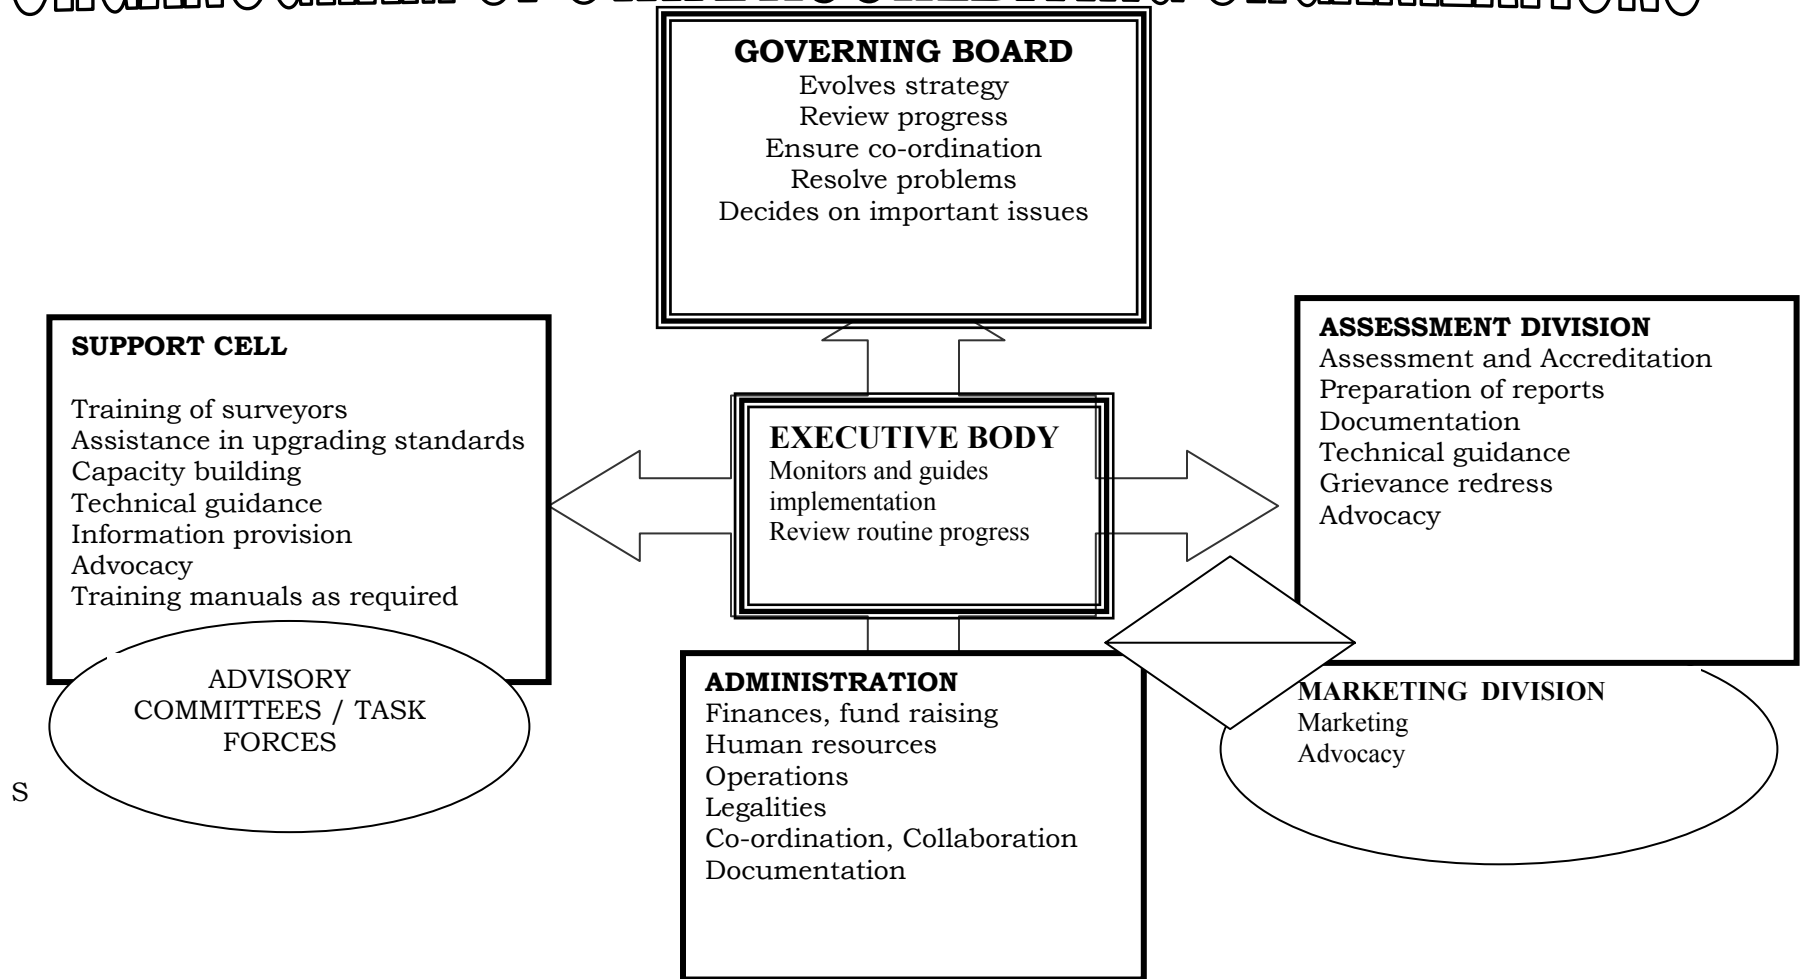 GOVERNING BOARD
Evolves strategy
Review progress
Ensure co-ordination
Resolve problems
Decides on important issues
SUPPORT CELL
Training of surveyors
Assistance in upgrading standards
Capacity building
Technical guidance
Information provision
Advocacy
Training manuals as required
EXECUTIVE BODY
Monitors and guides
implementation
Review routine progress
ASSESSMENT DIVISION
Assessment and Accreditation
Preparation of reports
Documentation
Technical guidance
Grievance redress
Advocacy
ADVISORY
COMMITTEES / TASK
FORCES
S
ADMINISTRATION
Finances, fund raising
Human resources
Operations
Legalities
Co-ordination, Collaboration
Documentation
MARKETING DIVISION
Marketing
Advocacy